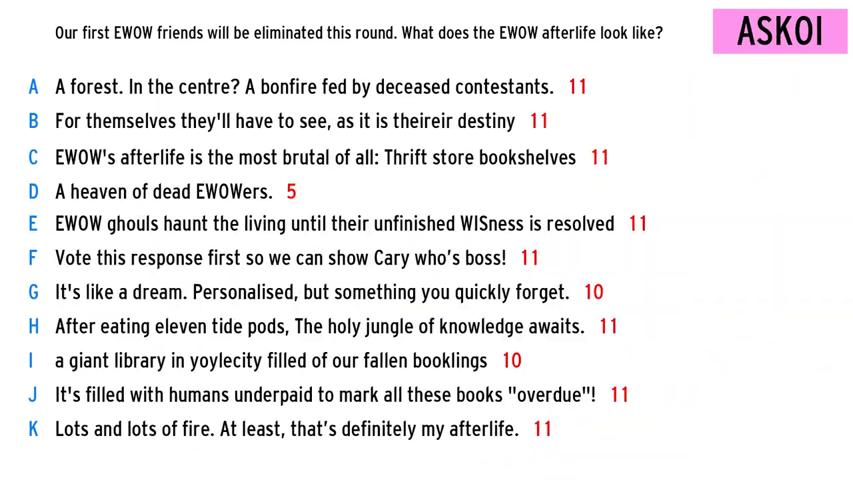 Our first EWOW friends will be eliminated this round. What does the EWOW afterlife look like?
ASKOI
A A forest. In the centre? A bonfire fed by deceased contestants. 11
B For themselves they'll have to see, as it is theireir destiny 11
C EWOW's afterlife is the most brutal of all: Thrift store bookshelves 11
D A heaven of dead EWOWers. 5
E EWOW ghouls haunt the living until their unfinished WISness is resolved 11
F Vote this response first so we can show Cary who’s boss! 11
G It's like a dream. Personalised, but something you quickly forget. 10
H After eating eleven tide pods, The holy jungle of knowledge awaits. 11
I a giant library in yoylecity filled of our fallen booklings 10
J It's filled with humans underpaid to mark all these books "overdue"! 11
K Lots and lots of fire. At least, that’s definitely my afterlife. 11